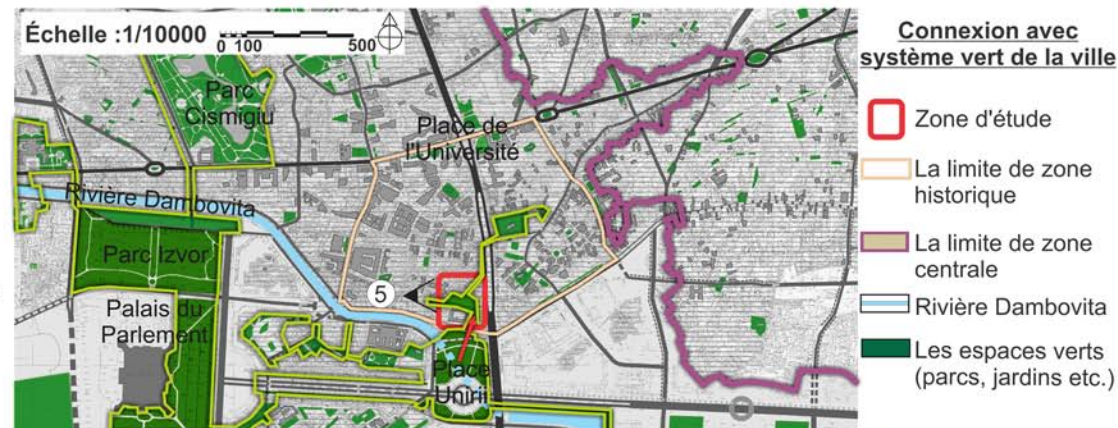 Échelle :1/10000
0 100 500
Parc
Cismigiu
Place de
l'Université
Rivière Dambovita
Parc Izvor
Palais du
Parlement
5
Place
Unirii
Connexion avec
système vert de la ville
Zone d'étude
La limite de zone
historique
La limite de zone
centrale
Rivière Dambovita
Les espaces verts
(parcs, jardins etc.)